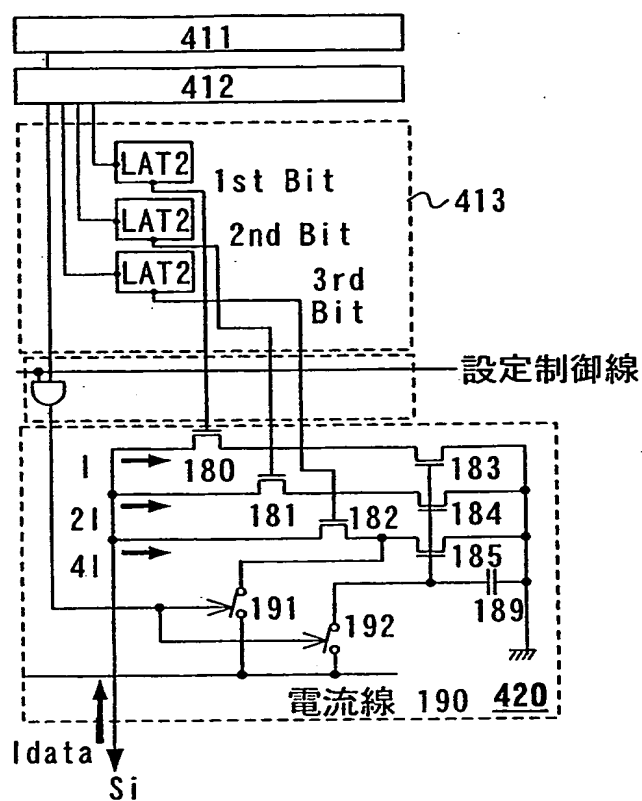 411
412
LAT2
1st Bit
LAT2
2nd Bit
LAT2
3rd
Bit
413
設定制御線
I
180
183
2I
181
182
184
4I
185
191
192
189
電流線 190 420
Idata
Si